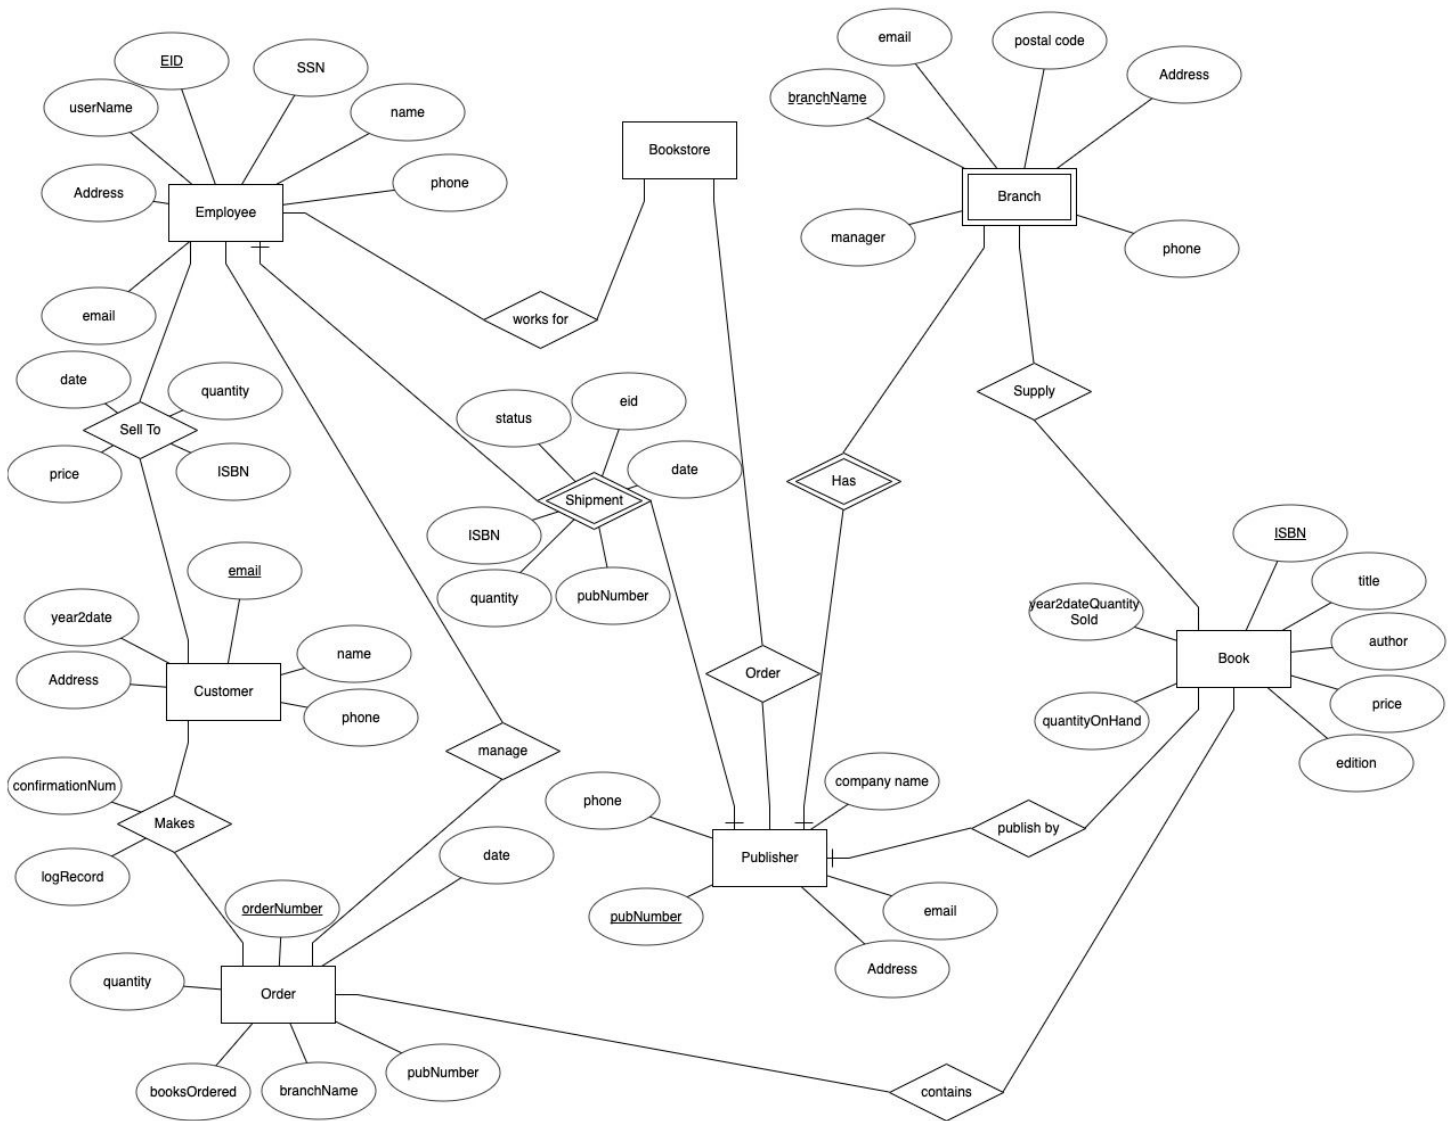 email
postal code
EID
SSN
Address
userName
name
branchName
Bookstore
phone
Address
Branch
Employee
manager
phone
email
works for
date
quantity
eid
Supply
status
Sell To
date
price
ISBN
Has
Shipment
ISBN
ISBN
email
quantity
pubNumber
title
year2date
year2dateQuantity
Sold
author
name
Address
Customer
Order
Book
phone
price
quantityOnHand
manage
edition
confirmationNum
company name
phone
Makes
publish by
date
Publisher
logRecord
orderNumber
pubNumber
email
Address
quantity
Order
pubNumber
booksOrdered
branchName
contains